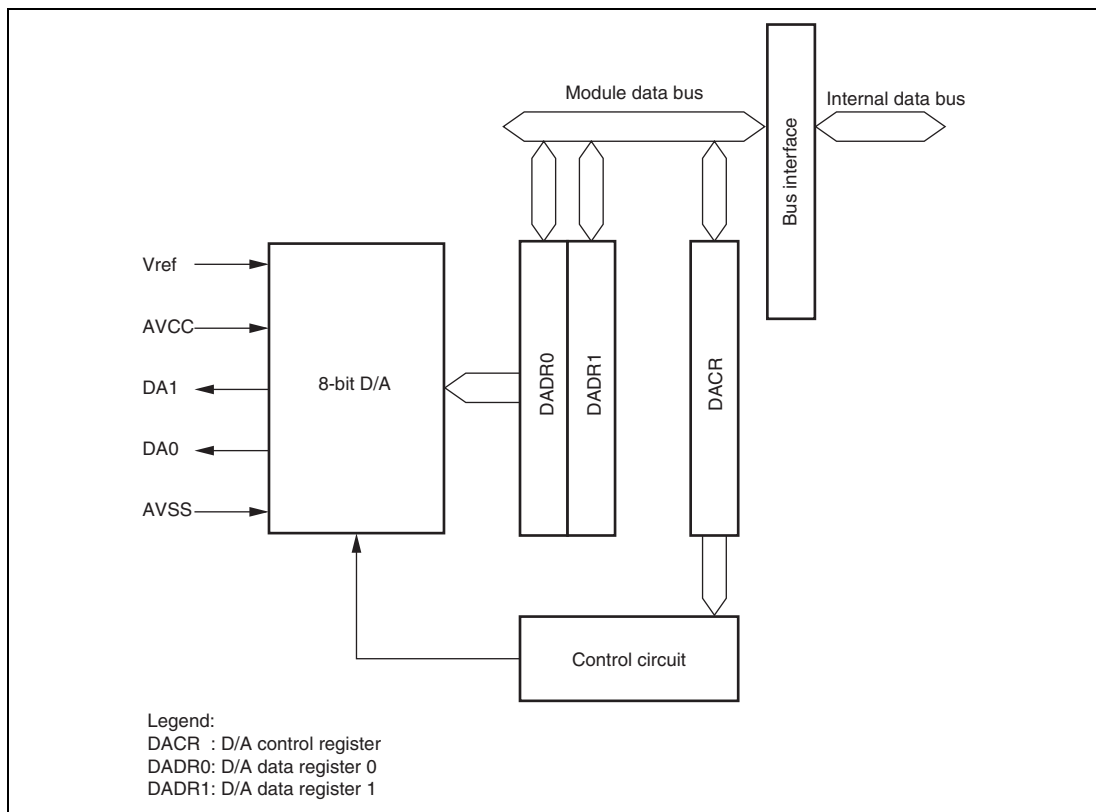 Module data bus
Internal data bus
Bus interface
Vref
AVCC
DA1
DA0
AVSS
8-bit D/A
DADR0
DADR1
DACR
Control circuit
Legend:
DACR : D/A control register
DADR0: D/A data register 0
DADR1: D/A data register 1